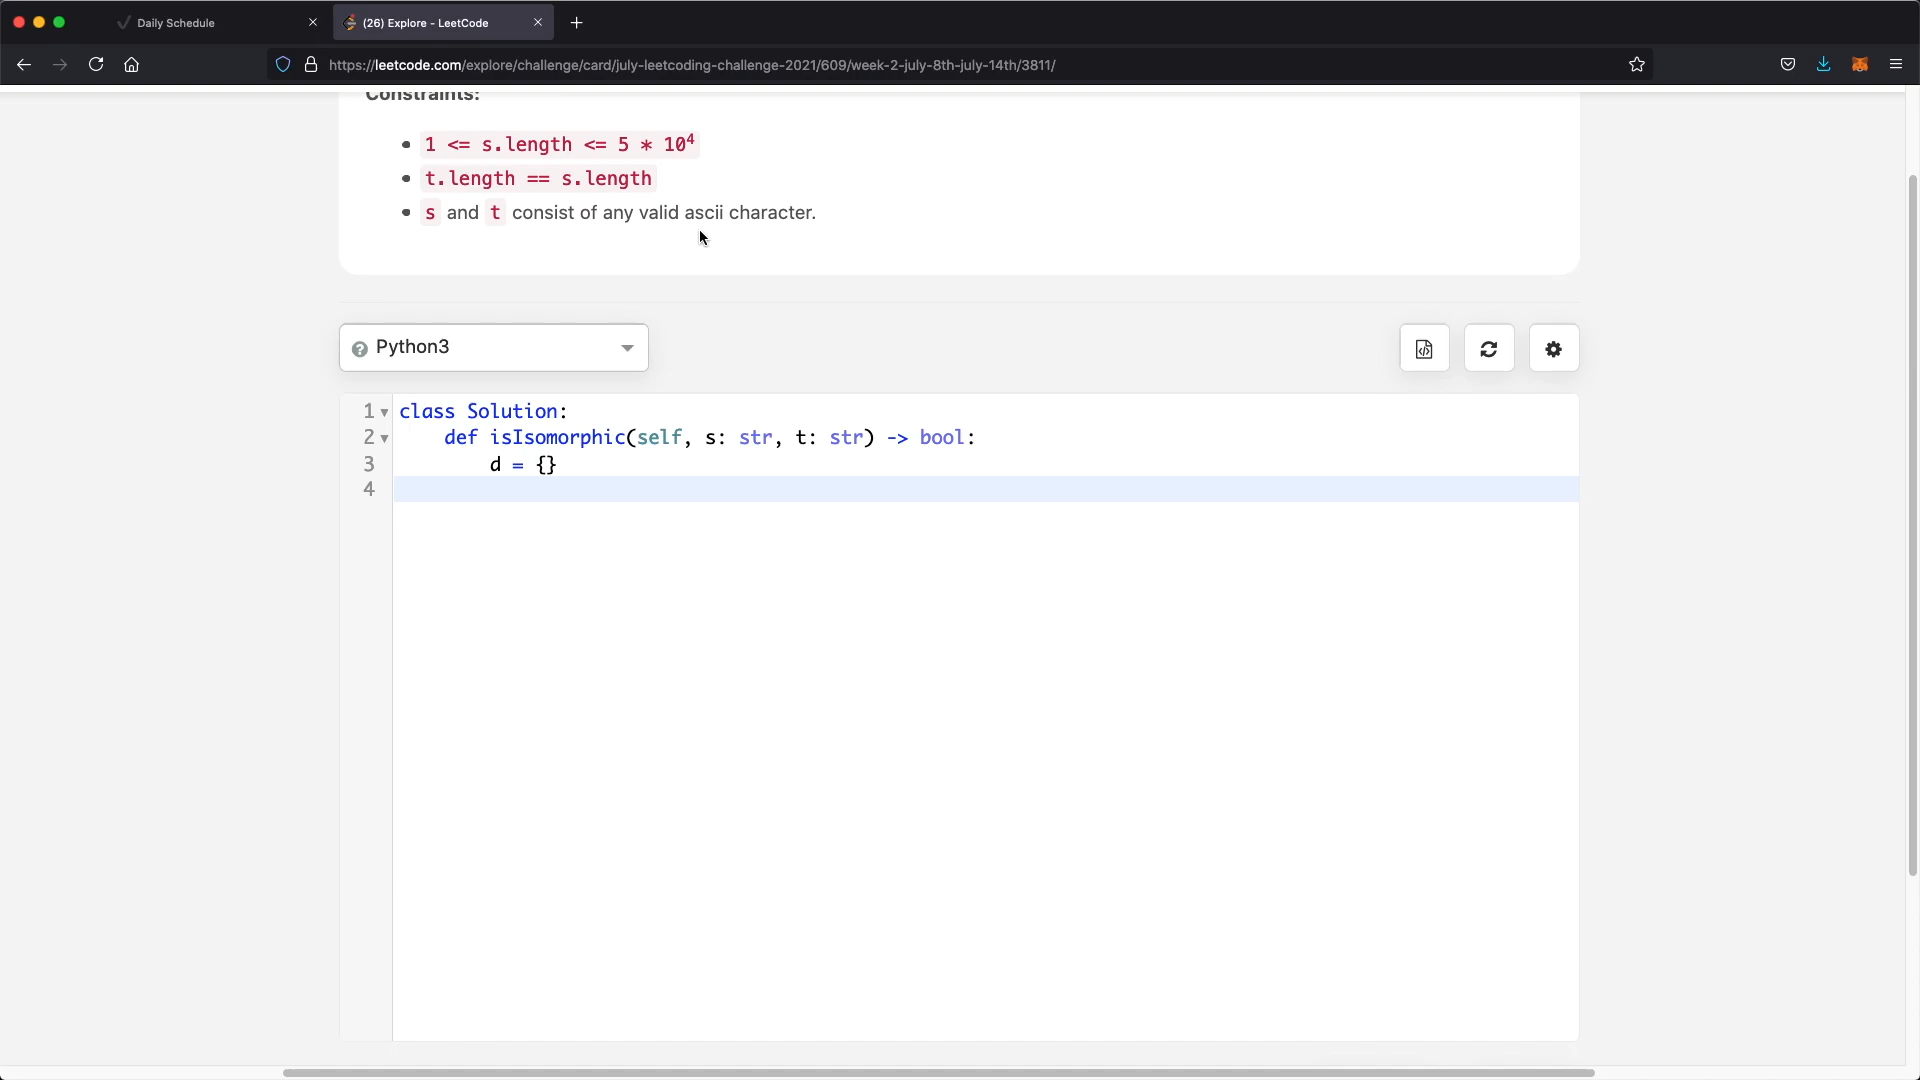 Daily Schedule
(26) Explore - LeetCode
https://leetcode.com/explore/challenge/card/july-leetcoding-challenge-2021/609/week-2-july-8th-july-14th/3811/
Constraints:
1 <= s.length <= 5 * 10⁴
t.length == s.length
s and t consist of any valid ascii character.
Python3
1 class Solution:
2 def isIsomorphic(self, s: str, t: str) -> bool:
3 d = {}
4